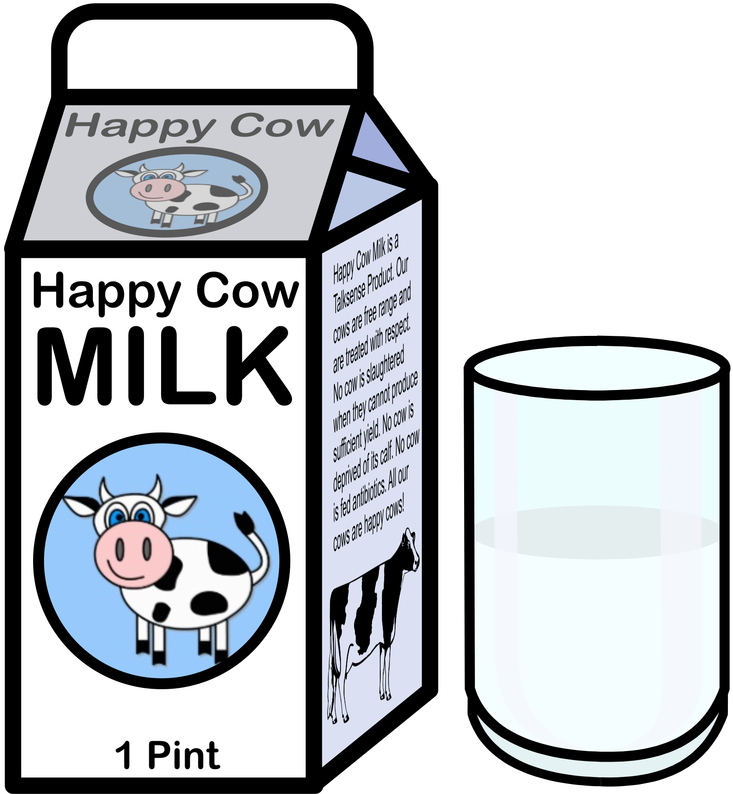 Happy Cow
Happy Cow
MILK
1 Pint
Happy Cow Milk is a
Talksense Product. Our
cows are free range and
are treated with respect.
No cow is slaughtered
when they cannot produce
sufficient yield. No cow is
deprived of its calf. No cow
is fed antibiotics. All our
cows are happy cows!